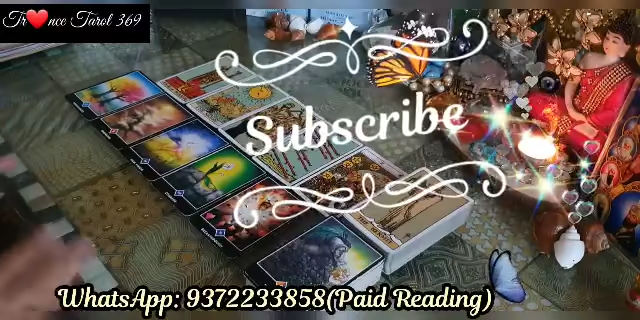 Tr❤nce Tarot 369
Subscribe
WhatsApp: 9372233858(Paid Reading)